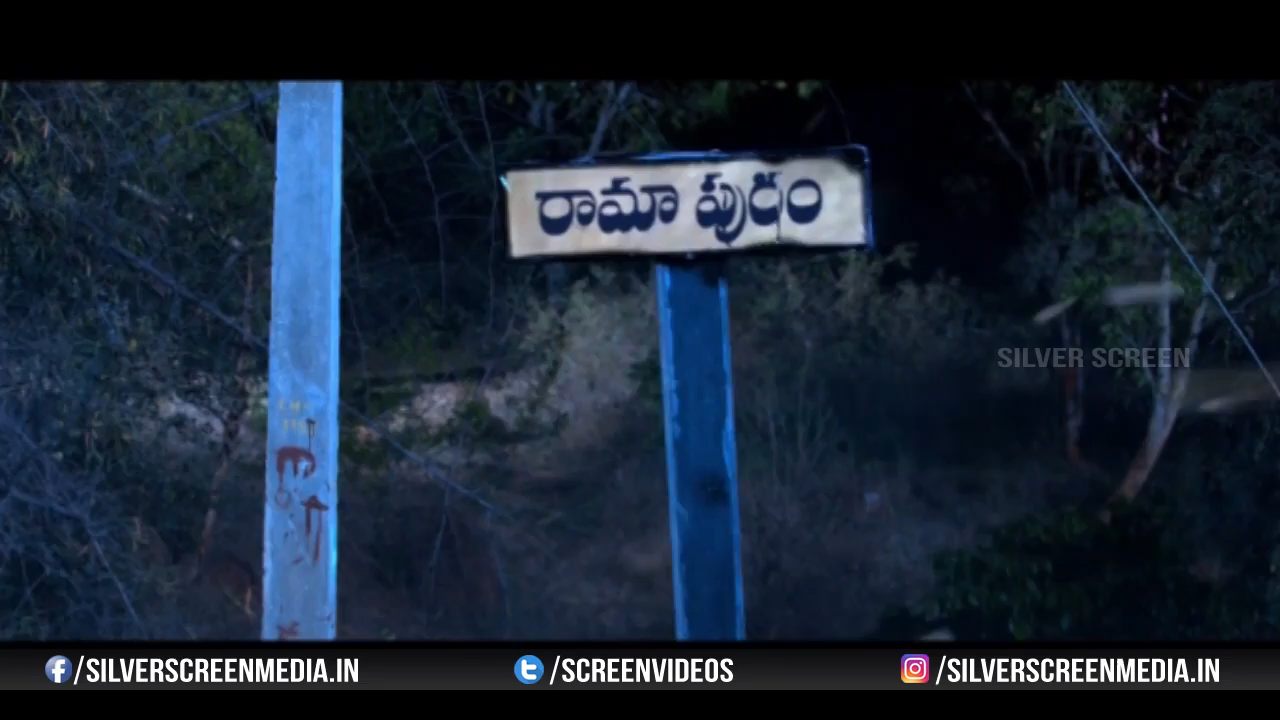 రామా పురం
SILVER SCREEN
/SILVERSCREENMEDIA.IN /SCREENVIDEOS /SILVERSCREENMEDIA.IN